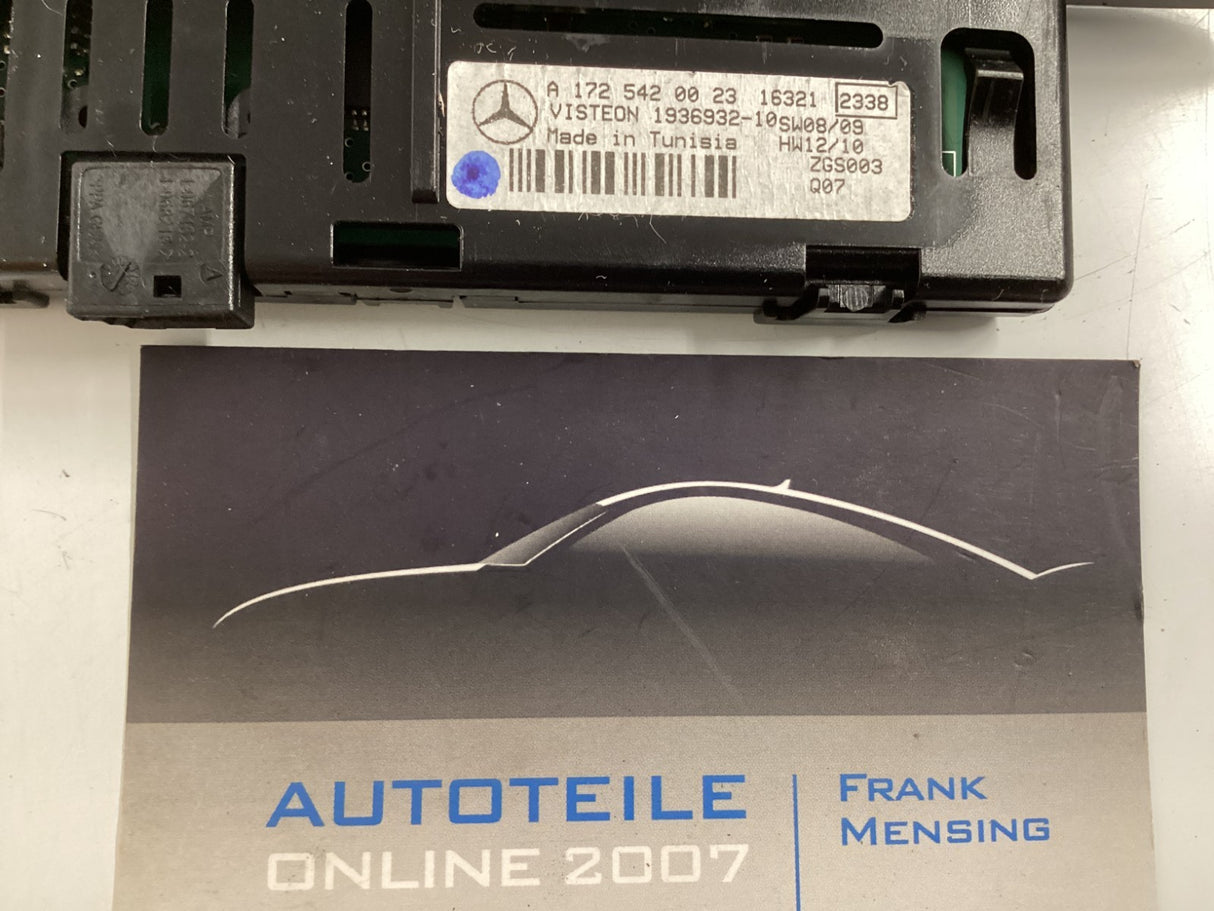 A 172 542 00 23 16321 2338
VISTEON 1936932-10 SW08/09
Made in Tunisia HW12/10
ZGS003
Q07
AUTOTEILE
ONLINE 2007
FRANK
MENSING